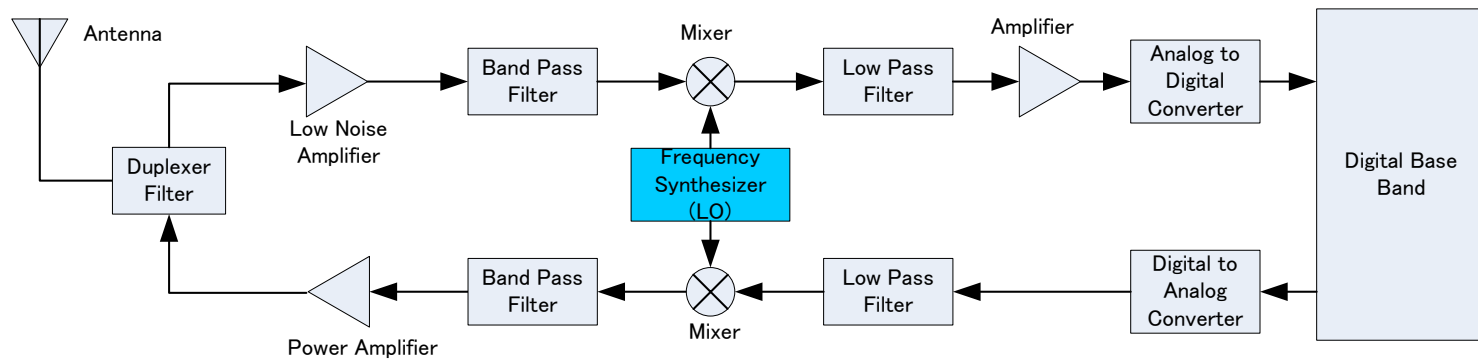 Antenna
Duplexer
Filter
Low Noise
Amplifier
Band Pass
Filter
Mixer
Low Pass
Filter
Amplifier
Analog to
Digital
Converter
Digital Base
Band
Frequency
Synthesizer
(LO)
Power Amplifier
Band Pass
Filter
Mixer
Low Pass
Filter
Digital to
Analog
Converter